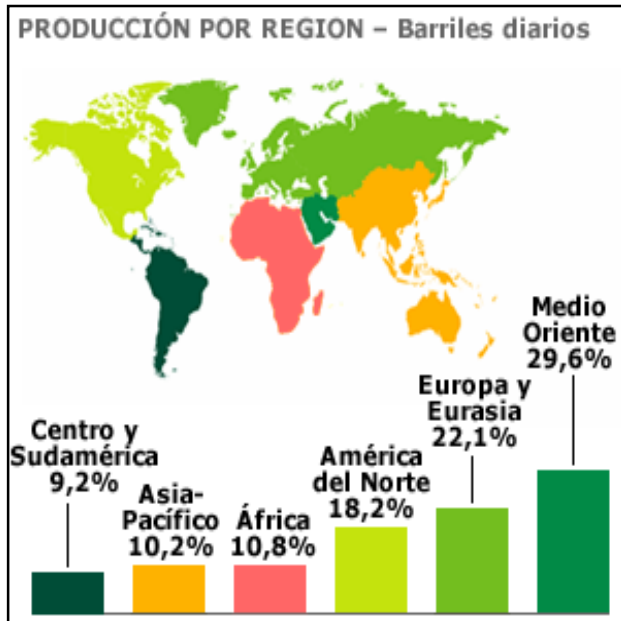 PRODUCCIÓN POR REGION – Barriles diarios
Centro y
Sudamérica
9,2%
Asia-
Pacífico
10,2%
África
10,8%
América
del Norte
18,2%
Europa y
Eurasia
22,1%
Medio
Oriente
29,6%